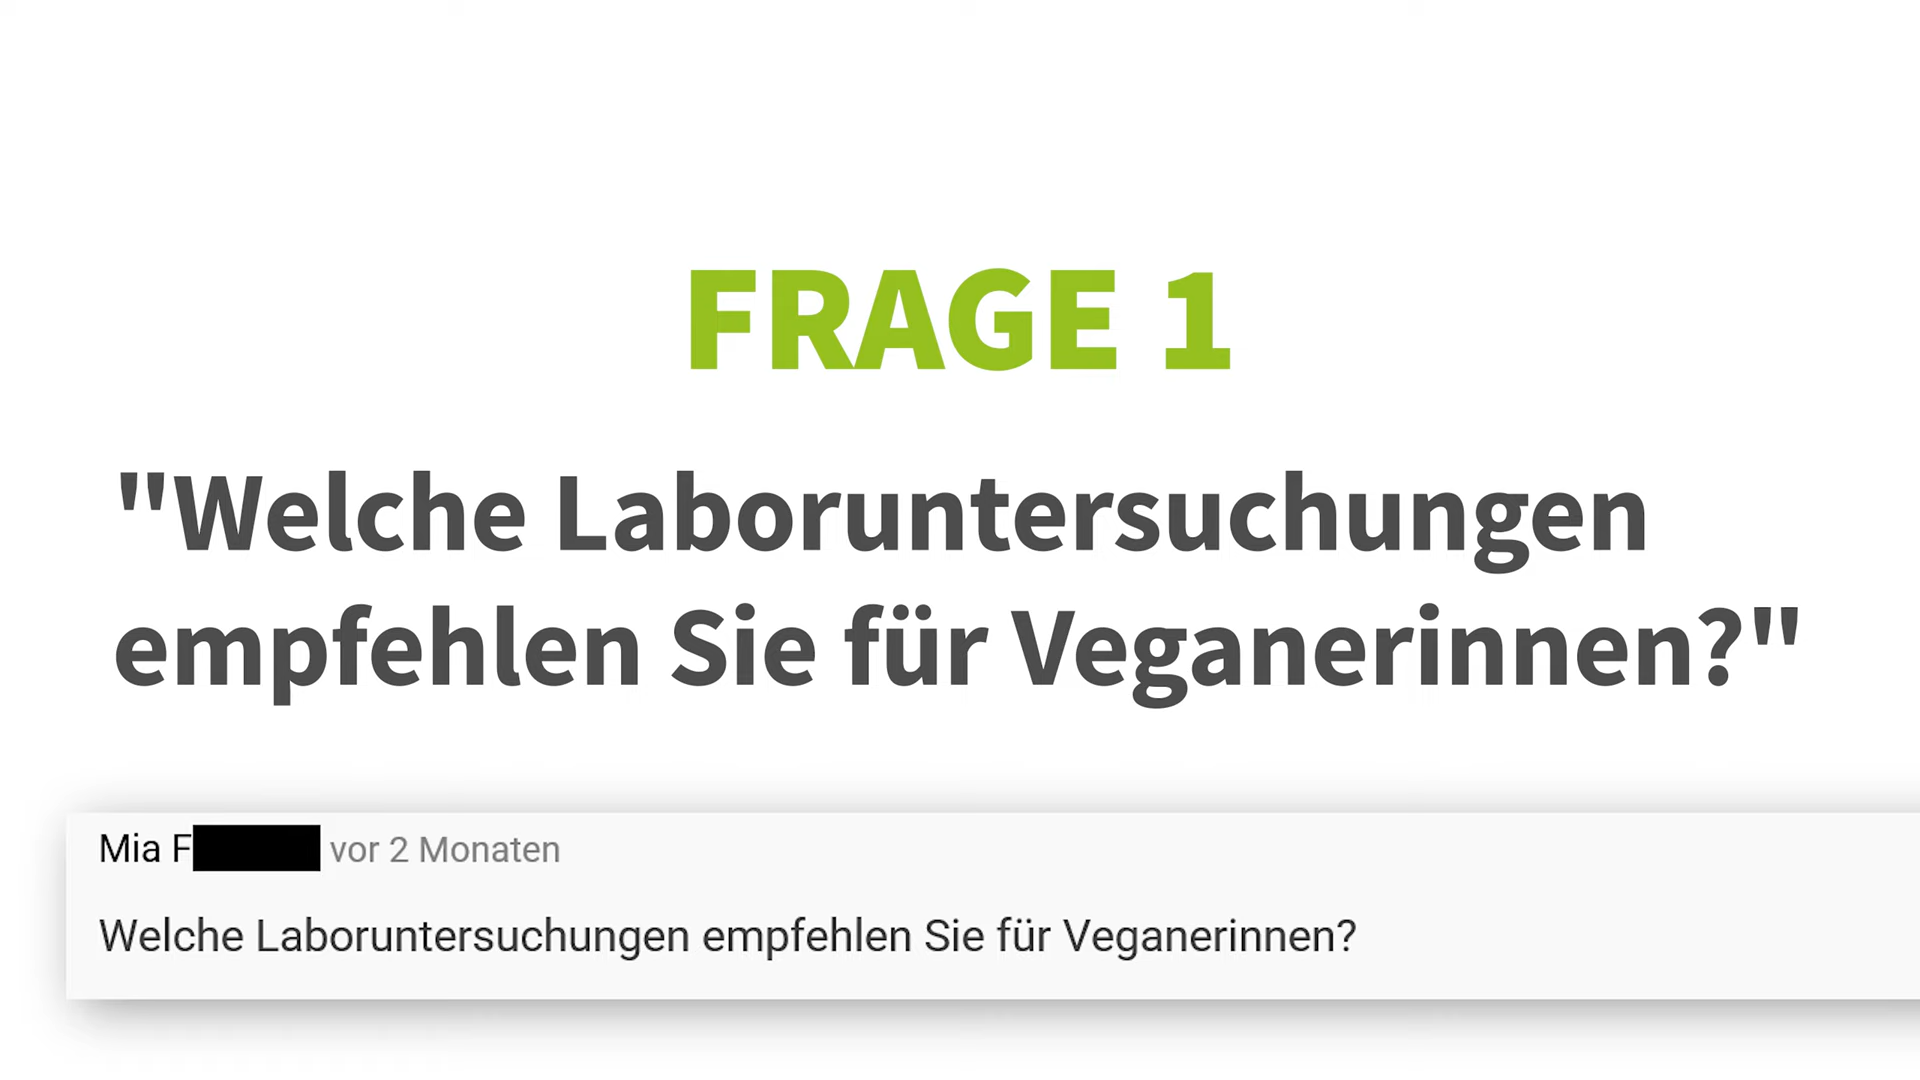 FRAGE 1
"Welche Laboruntersuchungen
empfehlen Sie für Veganerinnen?"
Mia F vor 2 Monaten
Welche Laboruntersuchungen empfehlen Sie für Veganerinnen?